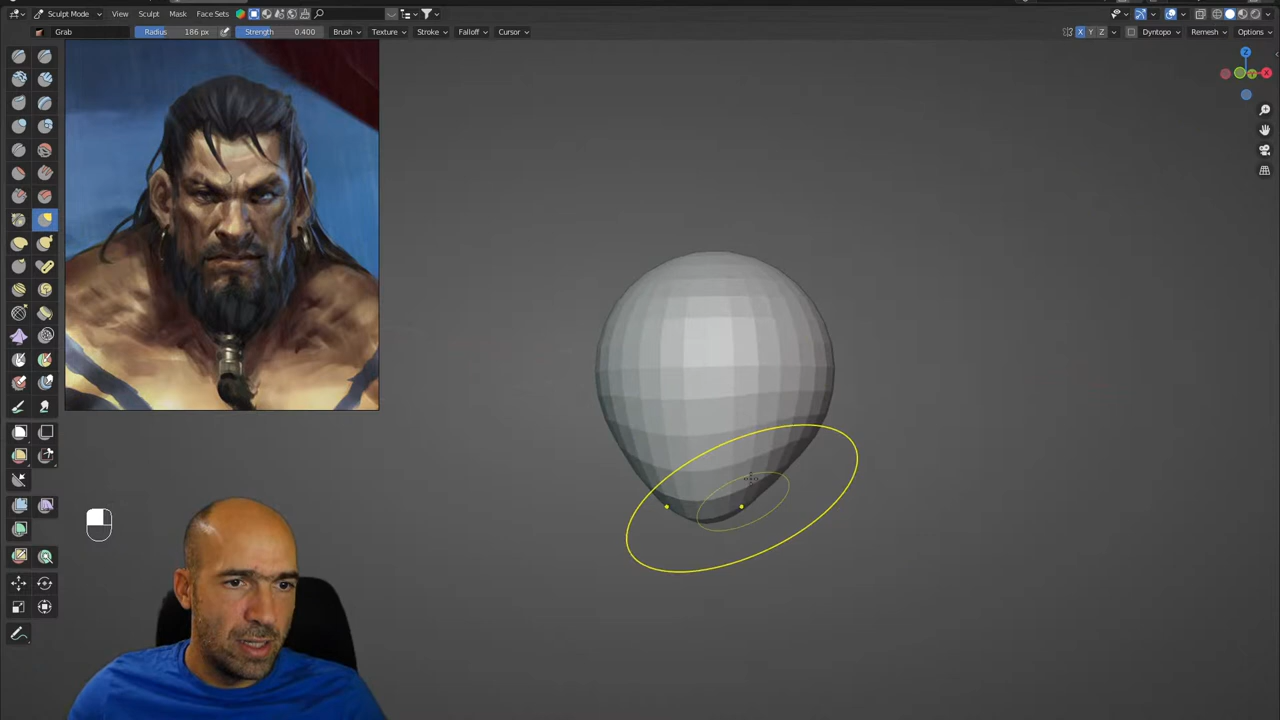 Sculpt Mode View Sculpt Mask Face Sets
Grab Radius 186 px Strength 0.400 Brush Texture Stroke Falloff Cursor X Y Z Dyntopo Remesh Options
Z
X
Y